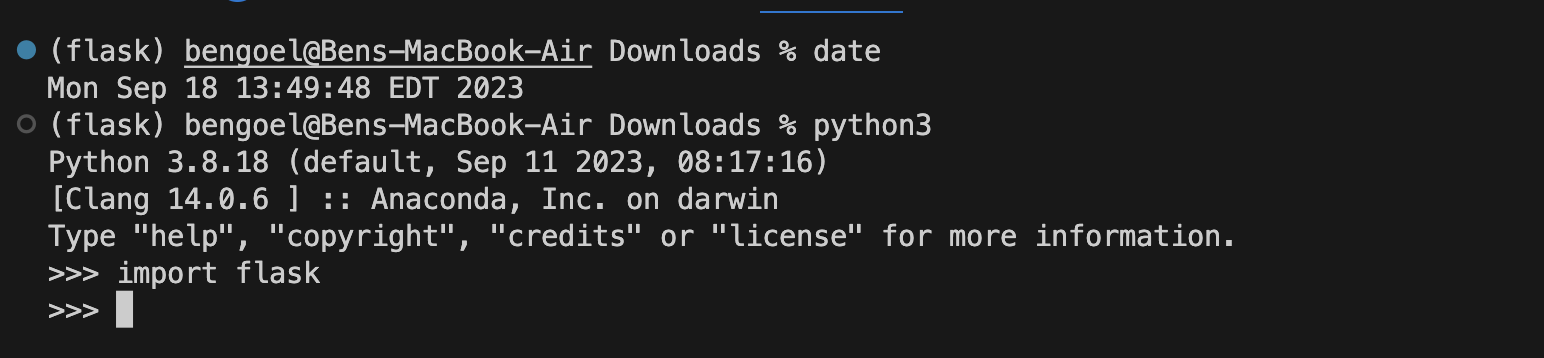 (flask) bengoel@Bens-MacBook-Air Downloads % date
Mon Sep 18 13:49:48 EDT 2023
(flask) bengoel@Bens-MacBook-Air Downloads % python3
Python 3.8.18 (default, Sep 11 2023, 08:17:16)
[Clang 14.0.6 ] :: Anaconda, Inc. on darwin
Type "help", "copyright", "credits" or "license" for more information.
>>> import flask
>>>